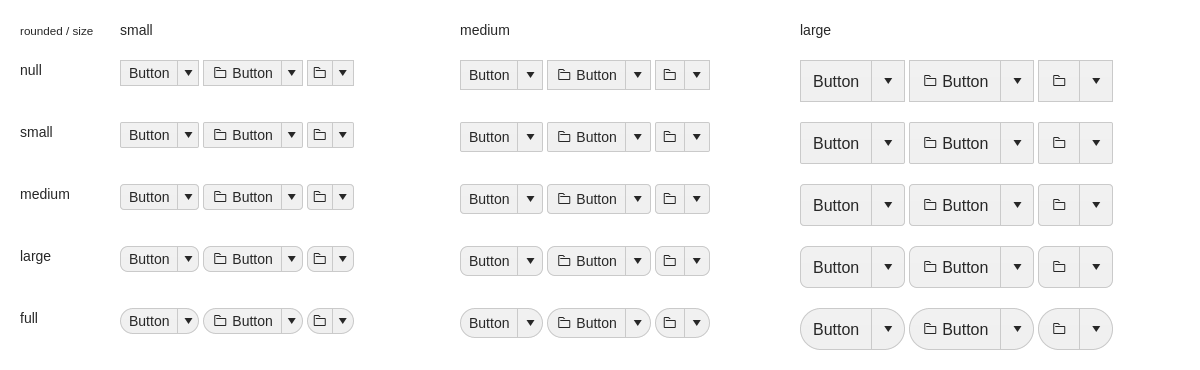 rounded / size small medium large
null Button Button Button Button Button Button
small Button Button Button Button Button Button
medium Button Button Button Button Button Button
large Button Button Button Button Button Button
full Button Button Button Button Button Button